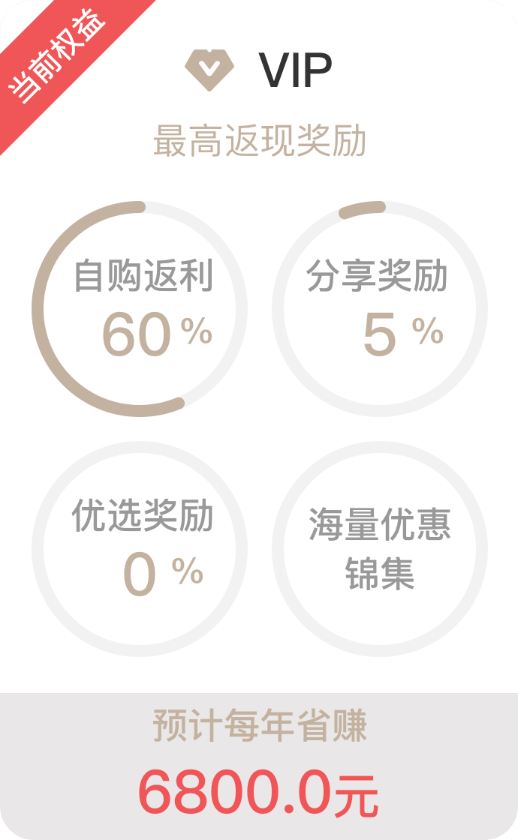 当前权益
VIP
最高返现奖励
自购返利
60%
分享奖励
5%
优选奖励
0%
海量优惠
锦集
预计每年省赚
6800.0元